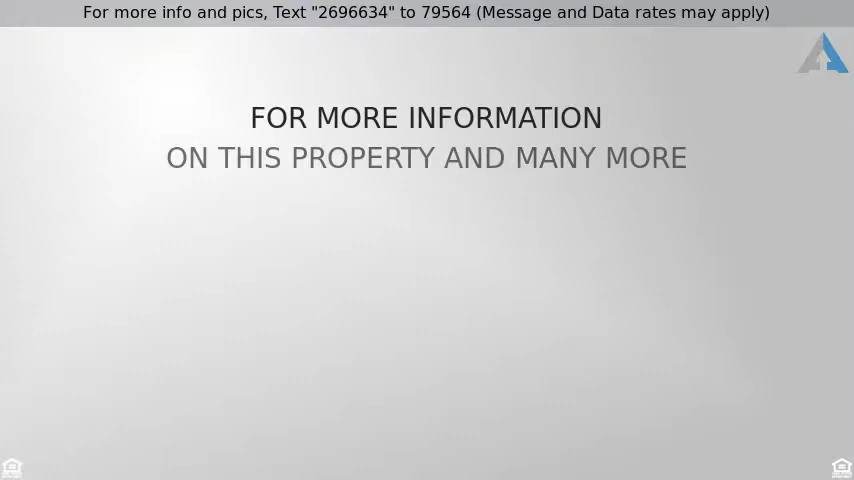 For more info and pics, Text "2696634" to 79564 (Message and Data rates may apply)
FOR MORE INFORMATION
ON THIS PROPERTY AND MANY MORE